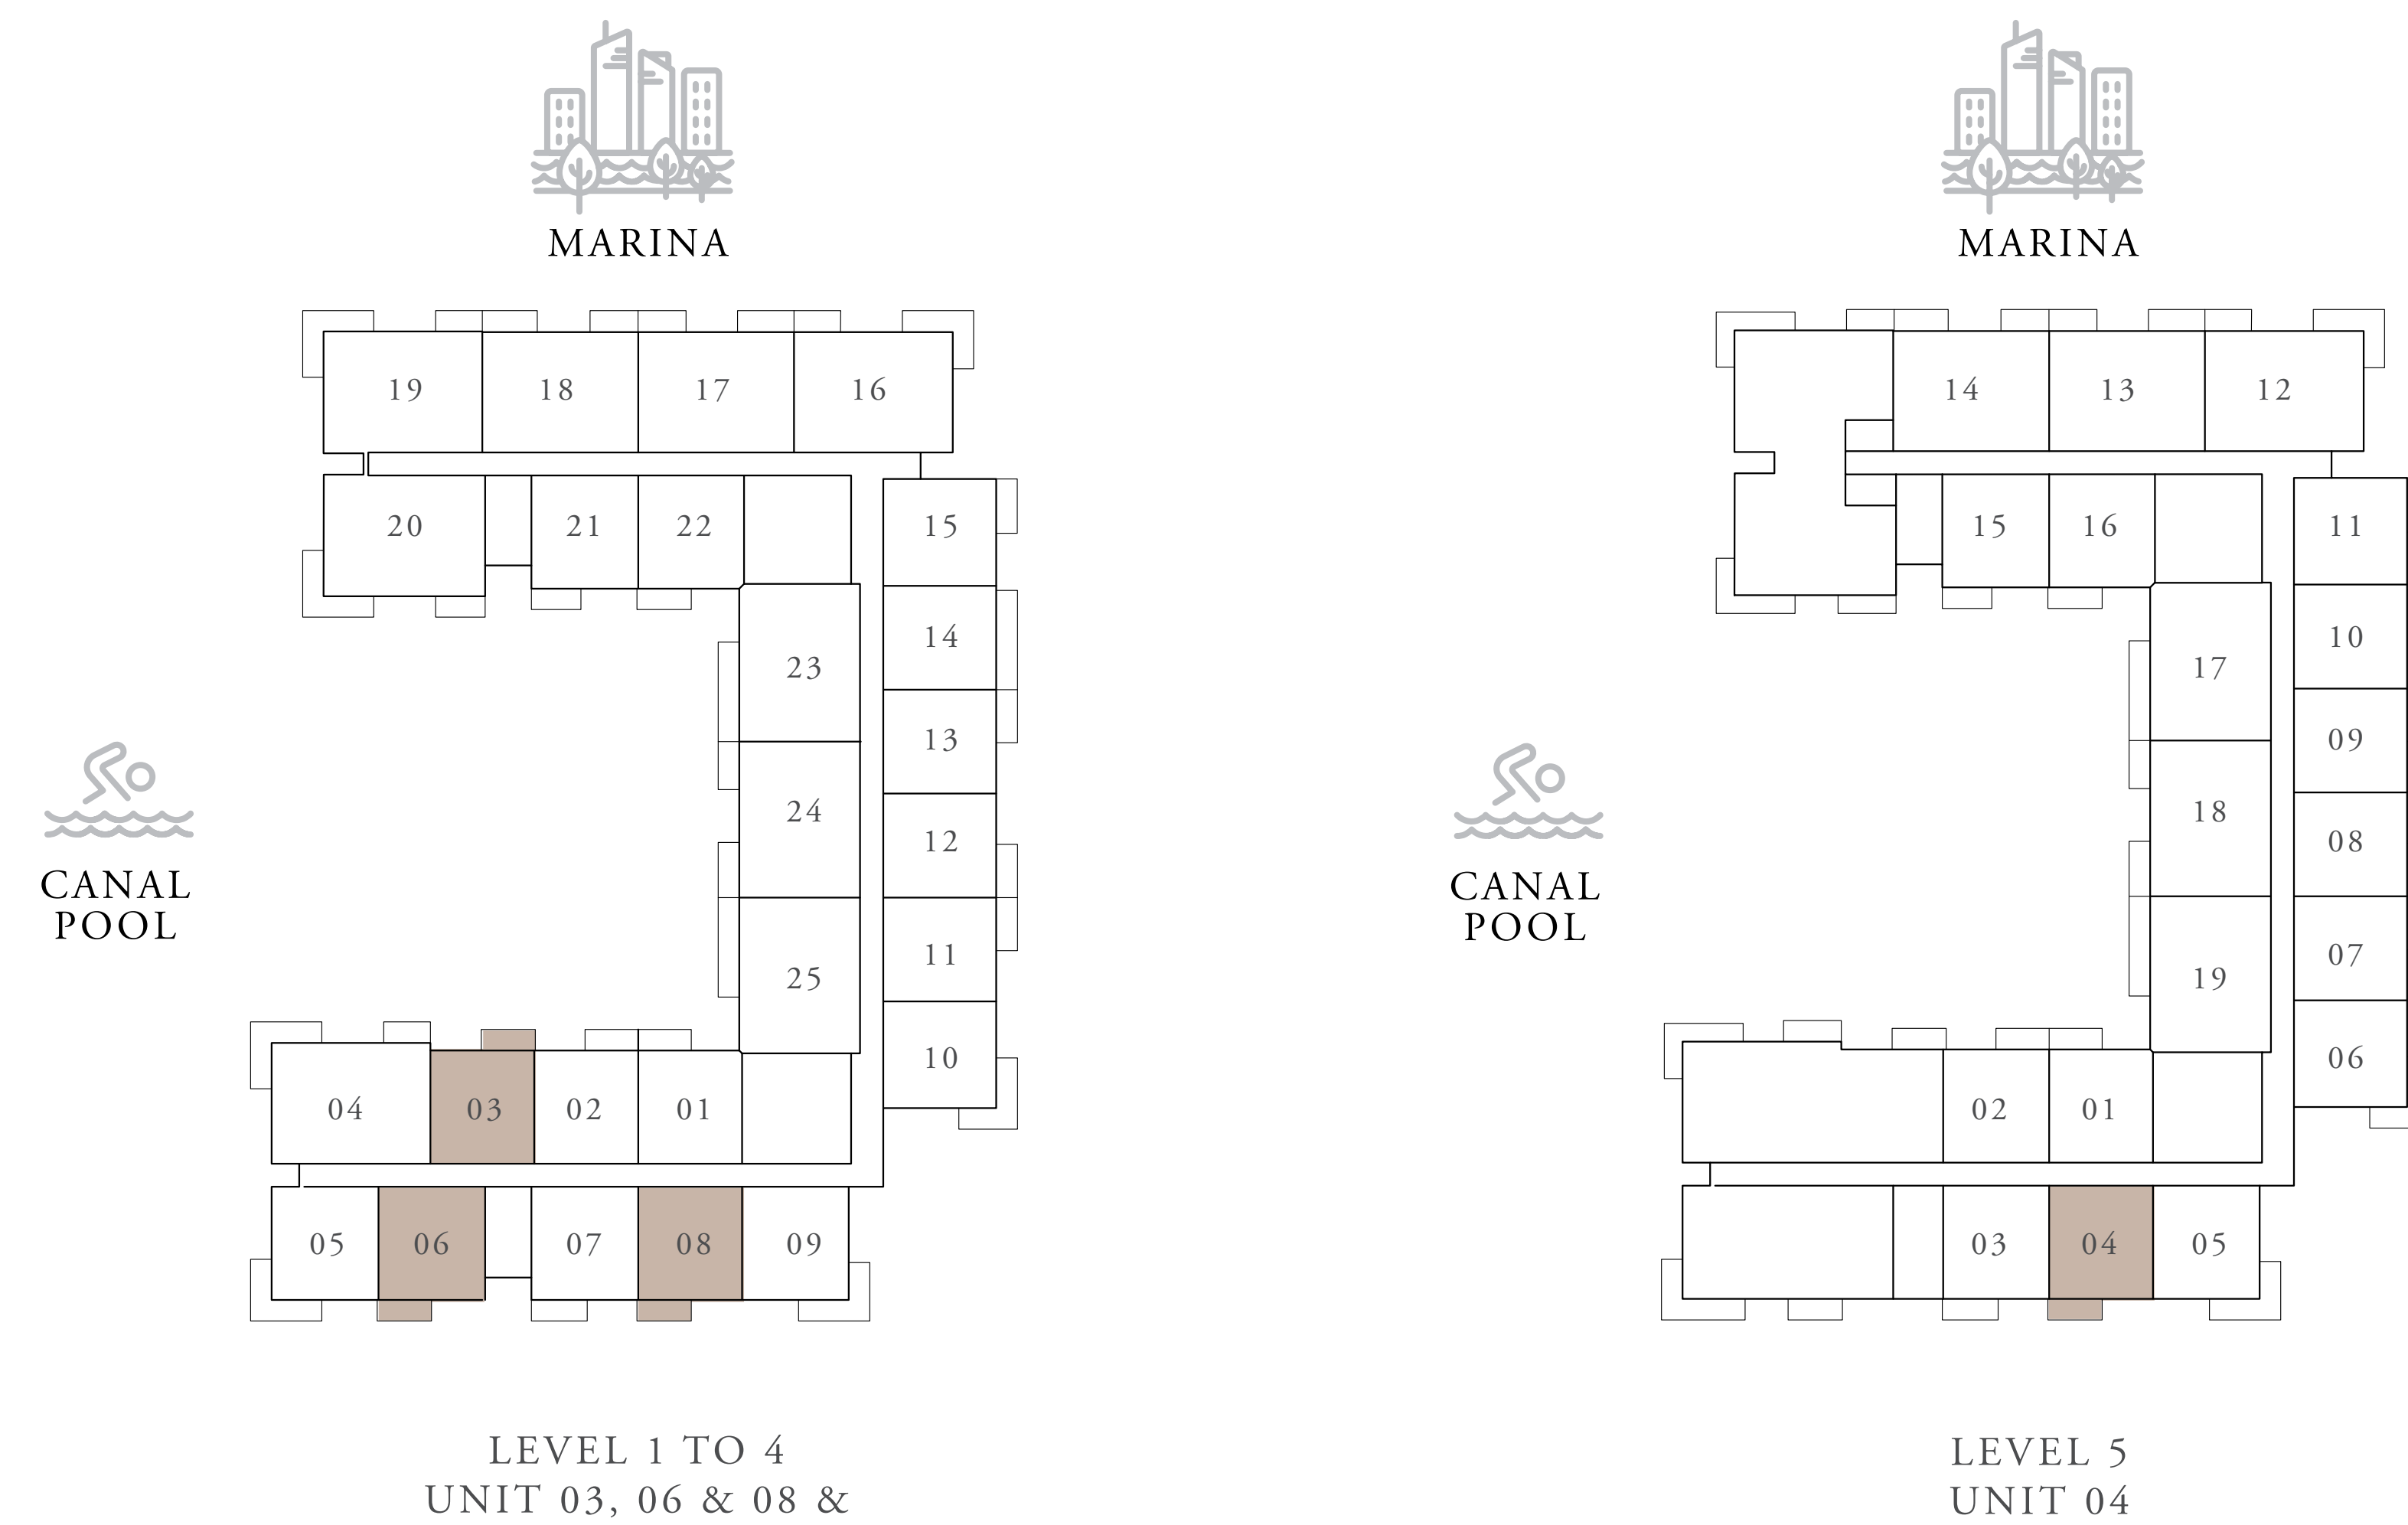 MARINA
19 18 17 16
20 21 22 15
14
23
13
24 12
CANAL
POOL
11
25
10
04 03 02 01
05 06 07 08 09
LEVEL 1 TO 4
UNIT 03, 06 & 08 &
MARINA
14 13 12
15 16 11
10
17
09
18 08
CANAL
POOL
07
19
06
02 01
03 04 05
LEVEL 5
UNIT 04